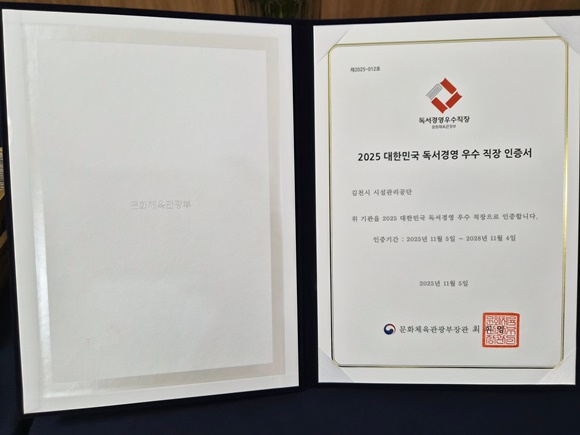 문화체육관광부
제2025-012호
독서경영우수직장
문화체육관광부
2025 대한민국 독서경영 우수 직장 인증서
김천시 시설관리공단
위 기관을 2025 대한민국 독서경영 우수 직장으로 인증합니다.
인증기간 : 2025년 11월 5일 ~ 2028년 11월 4일
2025년 11월 5일
문화체육관광부장관 최